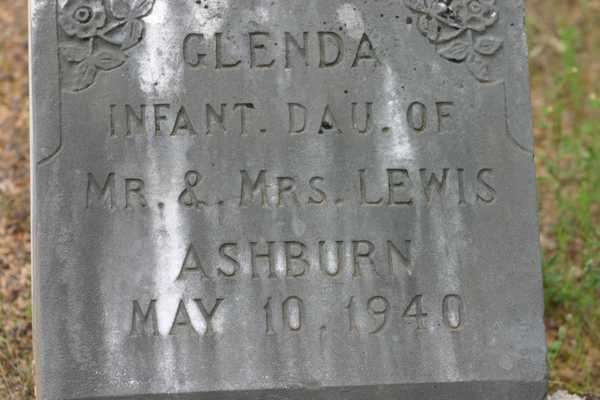 GLENDA
INFANT. DAU. OF
MR. & MRS. LEWIS
ASHBURN
MAY 10, 1940